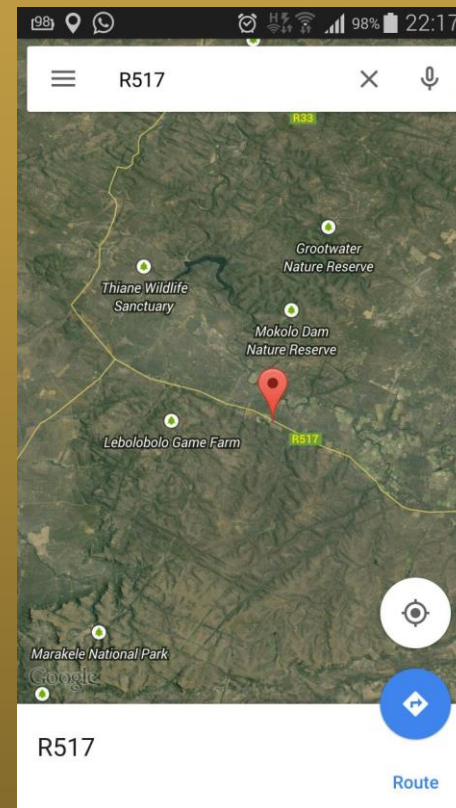 98 98% 22:17
R517
R33
Grootwater
Nature Reserve
Thiane Wildlife
Sanctuary
Mokolo Dam
Nature Reserve
R517
Lebolobolo Game Farm
Marakele National Park
Google
R517
Route